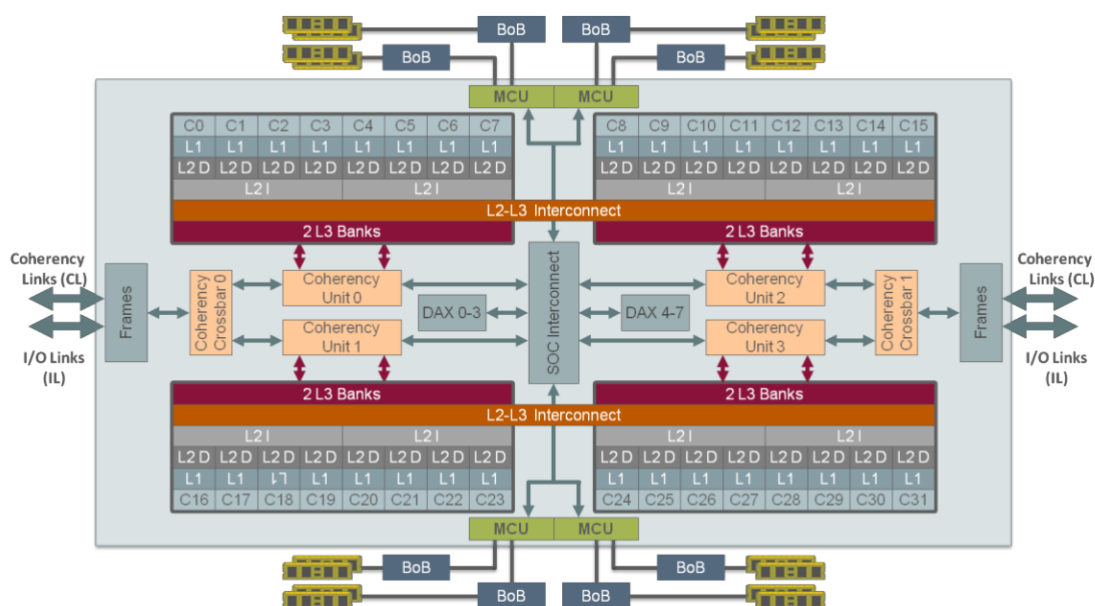 BoB BoB
BoB BoB
MCU MCU
C0 C1 C2 C3 C4 C5 C6 C7 C8 C9 C10 C11 C12 C13 C14 C15
L1 L1 L1 L1 L1 L1 L1 L1 L1 L1 L1 L1 L1 L1 L1 L1
L2 D L2 D L2 D L2 D L2 D L2 D L2 D L2 D L2 D L2 D L2 D L2 D L2 D L2 D L2 D L2 D
L2 I L2 I L2 I L2 I
L2-L3 Interconnect
2 L3 Banks 2 L3 Banks
Coherency
Links (CL)
I/O Links
(IL)
Frames
Coherency
Crossbar 0
Coherency
Unit 0
Coherency
Unit 1
DAX 0-3
SOC Interconnect
DAX 4-7
Coherency
Unit 2
Coherency
Unit 3
Coherency
Crossbar 1
Frames
Coherency
Links (CL)
I/O Links
(IL)
2 L3 Banks 2 L3 Banks
L2-L3 Interconnect
L2 I L2 I L2 I L2 I
L2 D L2 D L2 D L2 D L2 D L2 D L2 D L2 D L2 D L2 D L2 D L2 D L2 D L2 D L2 D L2 D
L1 L1 L1 L1 L1 L1 L1 L1 L1 L1 L1 L1 L1 L1 L1 L1
C16 C17 C18 C19 C20 C21 C22 C23 C24 C25 C26 C27 C28 C29 C30 C31
MCU MCU
BoB BoB
BoB BoB